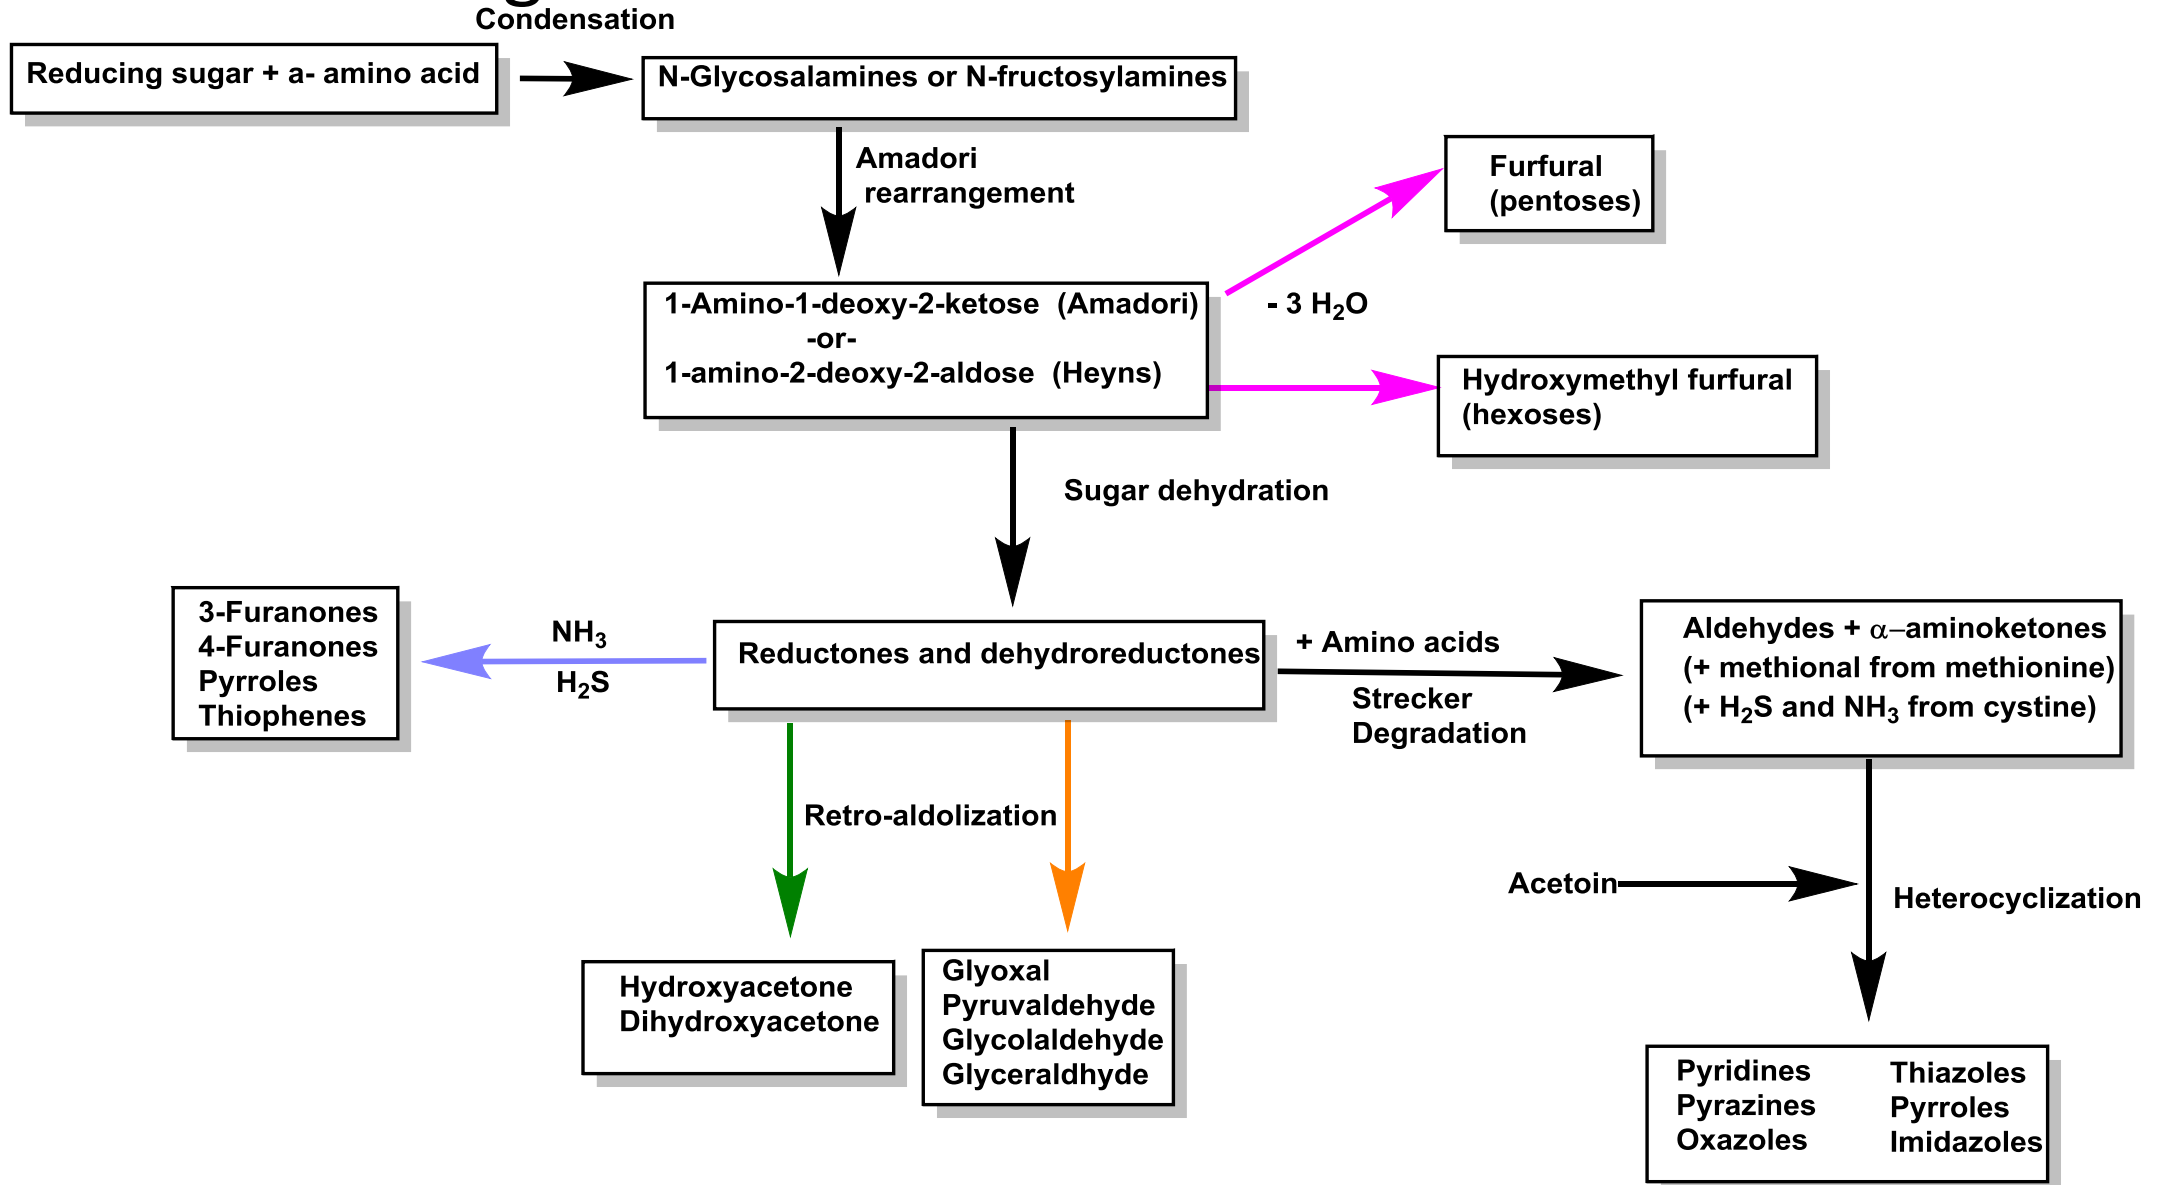 Condensation
Reducing sugar + a- amino acid
N-Glycosalamines or N-fructosylamines
Amadori
rearrangement
Furfural
(pentoses)
1-Amino-1-deoxy-2-ketose (Amadori)
-or-
1-amino-2-deoxy-2-aldose (Heyns)
- 3 H₂O
Hydroxymethyl furfural
(hexoses)
Sugar dehydration
3-Furanones
4-Furanones
Pyrroles
Thiophenes
NH₃
H₂S
Reductones and dehydroreductones
+ Amino acids
Strecker
Degradation
Aldehydes + α–aminoketones
(+ methional from methionine)
(+ H₂S and NH₃ from cystine)
Retro-aldolization
Acetoin
Heterocyclization
Hydroxyacetone
Dihydroxyacetone
Glyoxal
Pyruvaldehyde
Glycolaldehyde
Glyceraldhyde
Pyridines
Pyrazines
Oxazoles
Thiazoles
Pyrroles
Imidazoles